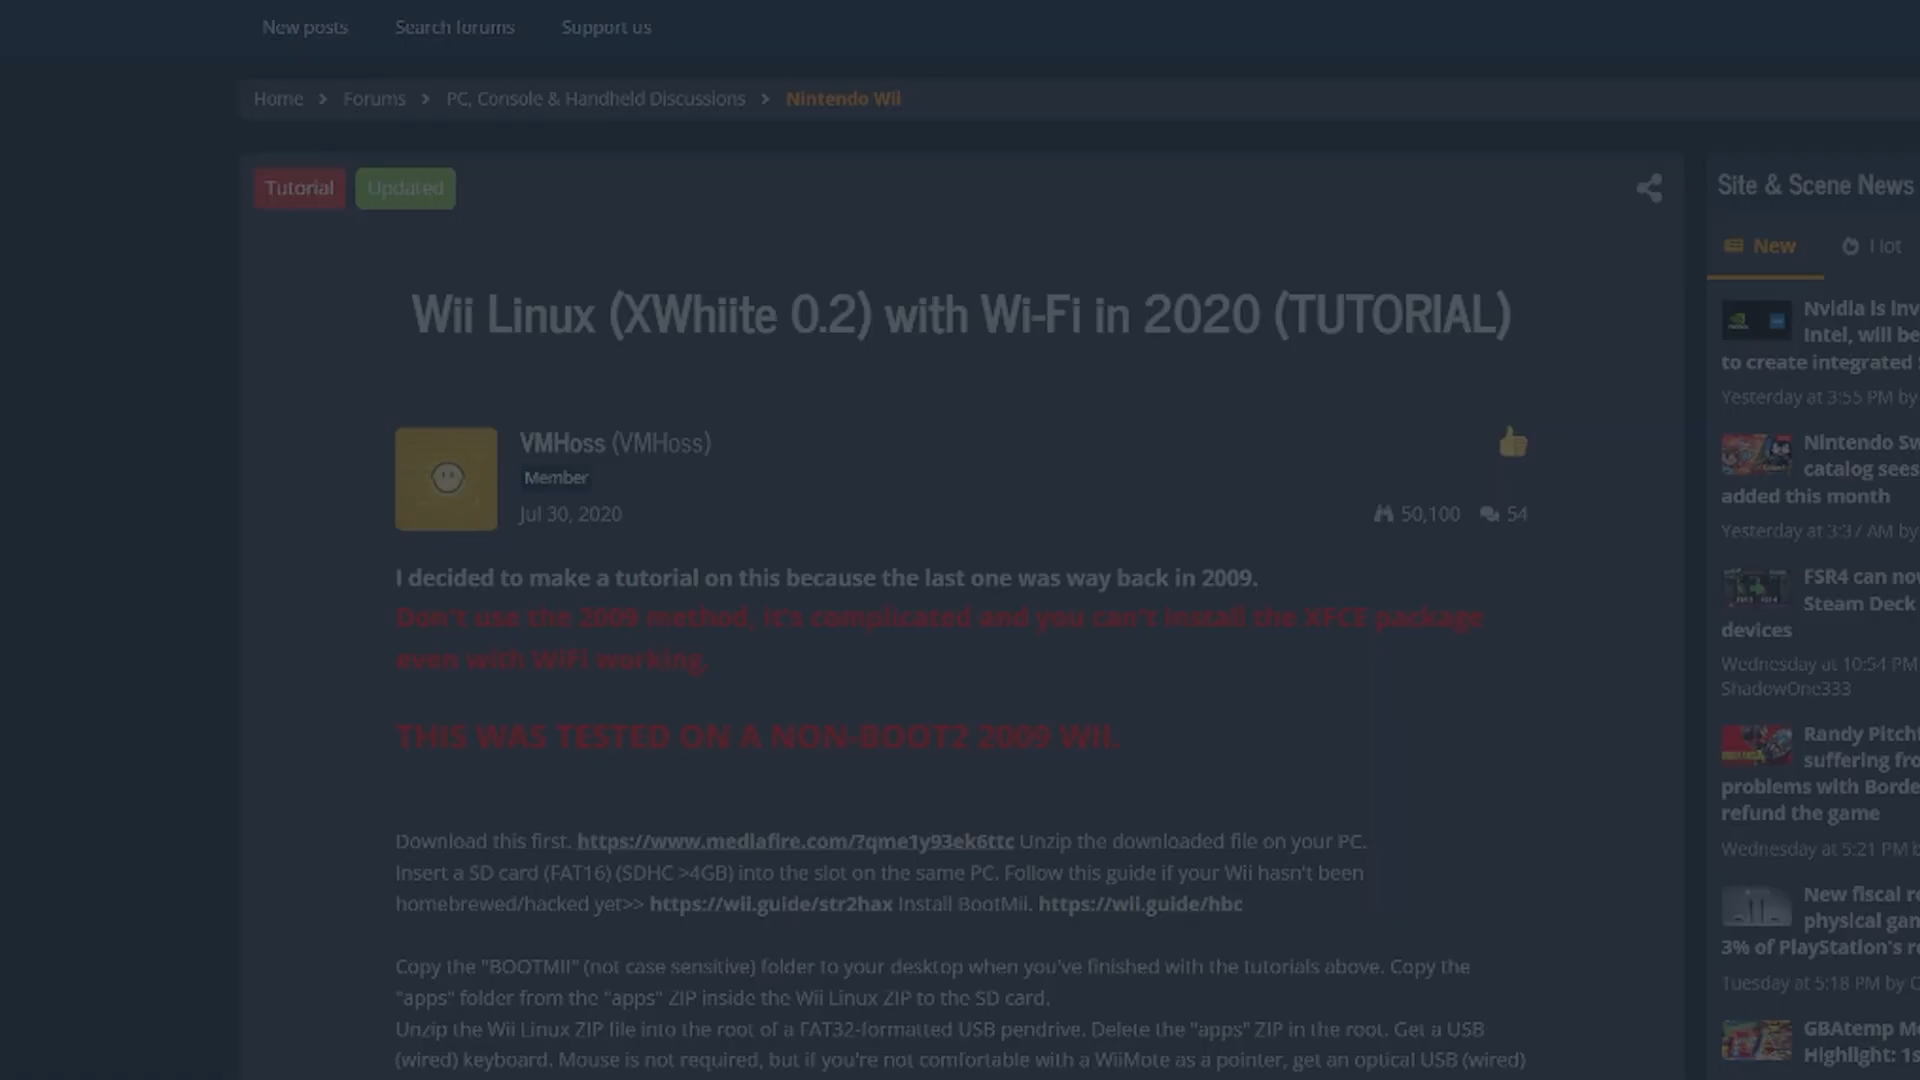 New posts Search forums Support us
Home > Forums > PC, Console & Handheld Discussions > Nintendo Wii
Tutorial Updated
Wii Linux (XWhiite 0.2) with Wi-Fi in 2020 (TUTORIAL)
VMHoss (VMHoss)
Member
Jul 30, 2020
50,100 54
I decided to make a tutorial on this because the last one was way back in 2009.
Don't use the 2009 method, it's complicated and you can't install the XFCE package
even with WiFi working.
THIS WAS TESTED ON A NON-BOOT2 2009 WII.
Download this first. https://www.mediafire.com/?qme1y93ek6ttc Unzip the downloaded file on your PC.
Insert a SD card (FAT16) (SDHC >4GB) into the slot on the same PC. Follow this guide if your Wii hasn't been
homebrewed/hacked yet>> https://wii.guide/str2hax Install BootMii. https://wii.guide/hbc
Copy the "BOOTMII" (not case sensitive) folder to your desktop when you've finished with the tutorials above. Copy the
"apps" folder from the "apps" ZIP inside the Wii Linux ZIP to the SD card.
Unzip the Wii Linux ZIP file into the root of a FAT32-formatted USB pendrive. Delete the "apps" ZIP in the root. Get a USB
(wired) keyboard. Mouse is not required, but if you're not comfortable with a WiiMote as a pointer, get an optical USB (wired)
Site & Scene News
New Hot
Nvidia is inv
Intel, will be
to create integrated
Yesterday at 3:55 PM by
Nintendo Sw
catalog sees
added this month
Yesterday at 3:37 AM by
FSR4 can now
Steam Deck
devices
Wednesday at 10:54 PM
ShadowOne333
Randy Pitch
suffering fro
problems with Borde
refund the game
Wednesday at 5:21 PM b
New fiscal re
physical gam
3% of PlayStation's re
Tuesday at 5:18 PM by
GBAtemp M
Highlight: 1s